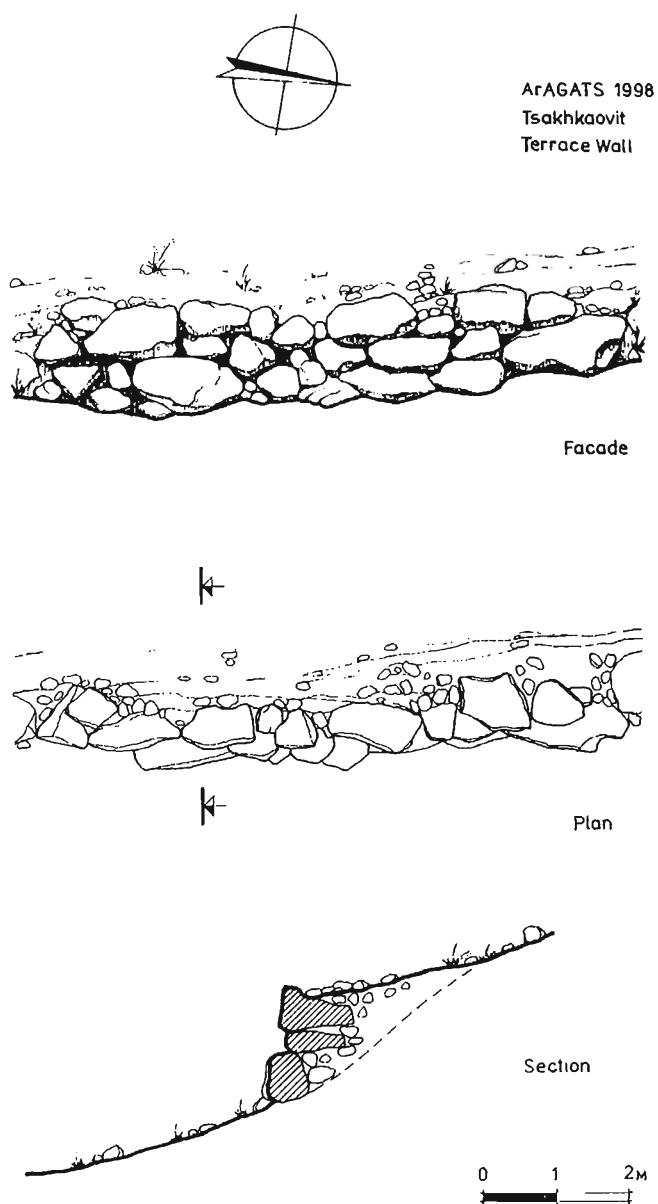 ArAGATS 1998
Tsakhkaovit
Terrace Wall
Facade
Plan
Section
0 1 2M